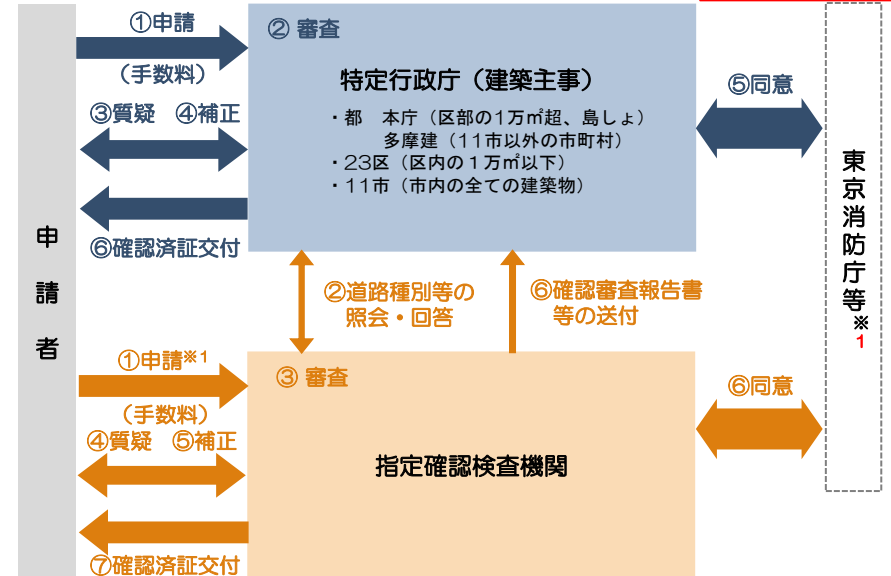 申請者
①申請
（手数料）
③質疑　④補正
⑥確認済証交付
② 審査
特定行政庁（建築主事）
・都　本庁（区部の1万㎡超、島しょ）
多摩建（11市以外の市町村）
・23区（区内の１万㎡以下）
・11市（市内の全ての建築物）
⑤同意
東京消防庁等※1
②道路種別等の
照会・回答
⑥確認審査報告書
等の送付
①申請※1
（手数料）
④質疑　⑤補正
⑦確認済証交付
③ 審査
指定確認検査機関
⑥同意